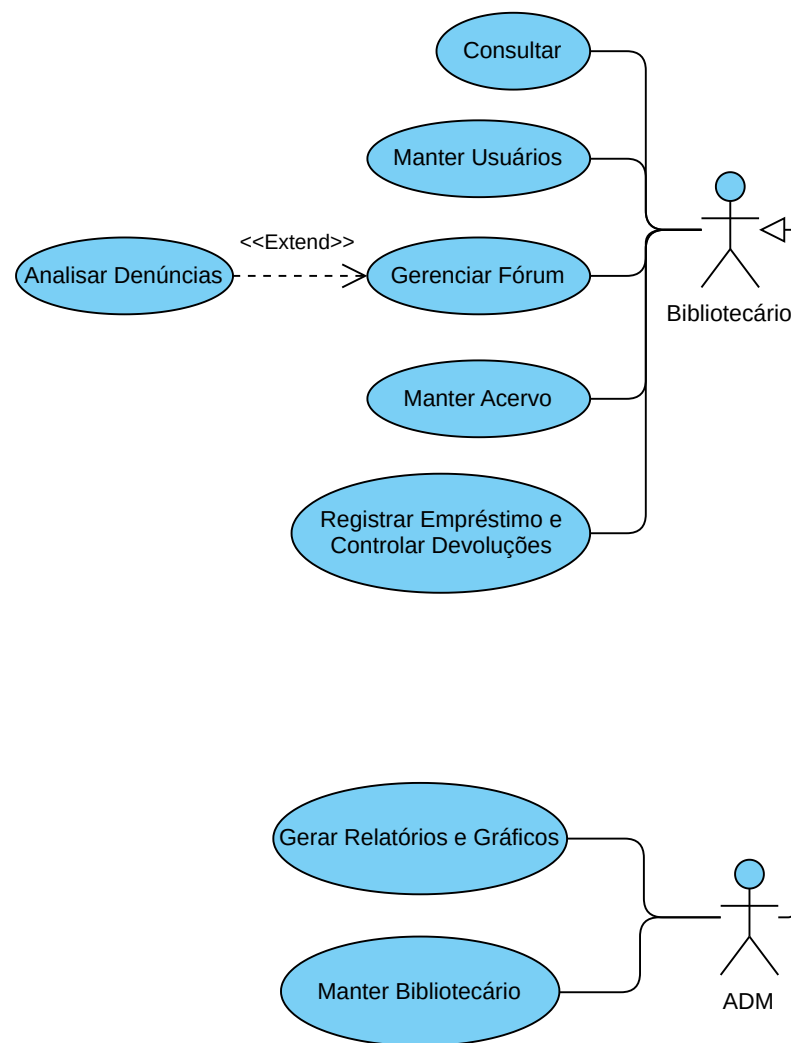 Consultar
Manter Usuários
<<Extend>>
Analisar Denúncias
Gerenciar Fórum
Bibliotecário
Manter Acervo
Registrar Empréstimo e
Controlar Devoluções
Gerar Relatórios e Gráficos
Manter Bibliotecário
ADM